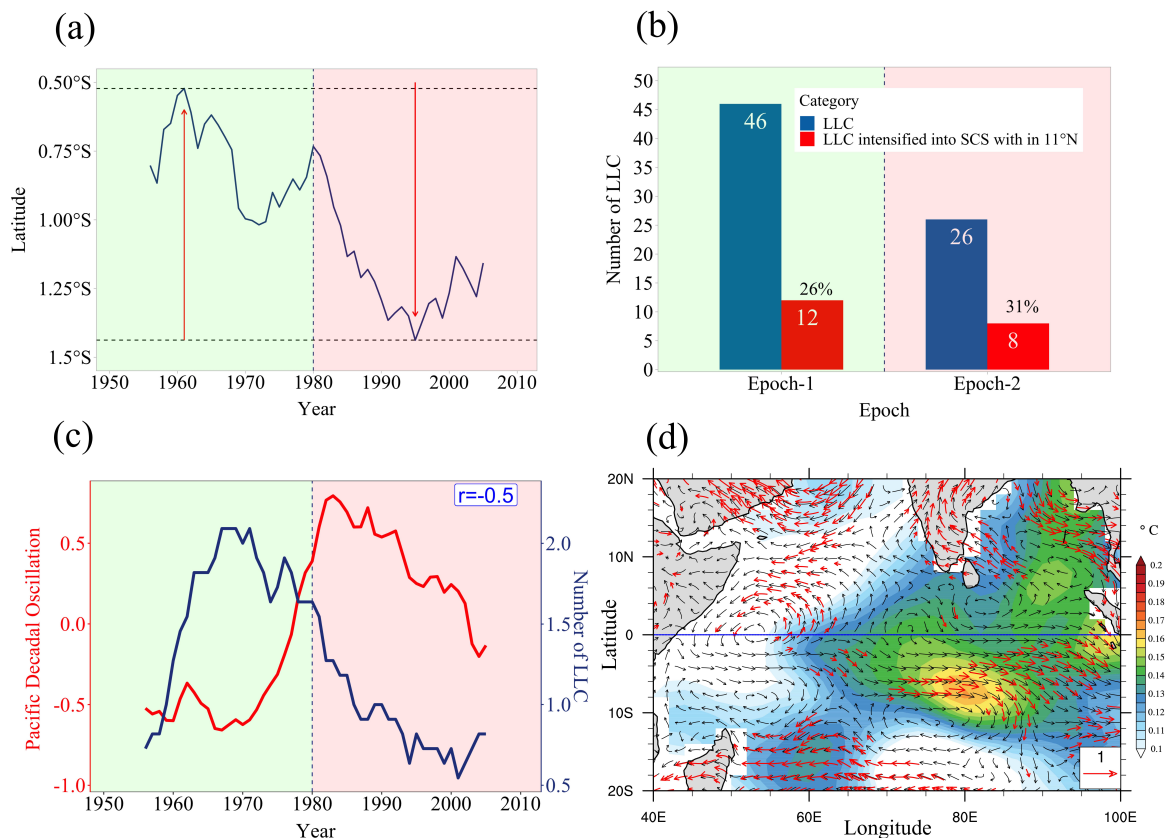 (a)
0.50°S
0.75°S
1.00°S
1.25°S
1.5°S
Latitude
1950 1960 1970 1980 1990 2000 2010
Year
(b)
50
45
40
35
30
25
20
15
10
5
0
Number of LLC
Category
LLC
LLC intensified into SCS with in 11°N
46
26%
12
26
31%
8
Epoch-1 Epoch-2
Epoch
(c)
r=-0.5
0.5
0.0
-0.5
-1.0
Pacific Decadal Oscillation
2.0
1.5
1.0
0.5
Number of LLC
1950 1960 1970 1980 1990 2000 2010
Year
(d)
20N
10N
0
10S
20S
Latitude
40E 60E 80E 100E
Longitude
1
° C
0.2
0.19
0.18
0.17
0.16
0.15
0.14
0.13
0.12
0.11
0.1